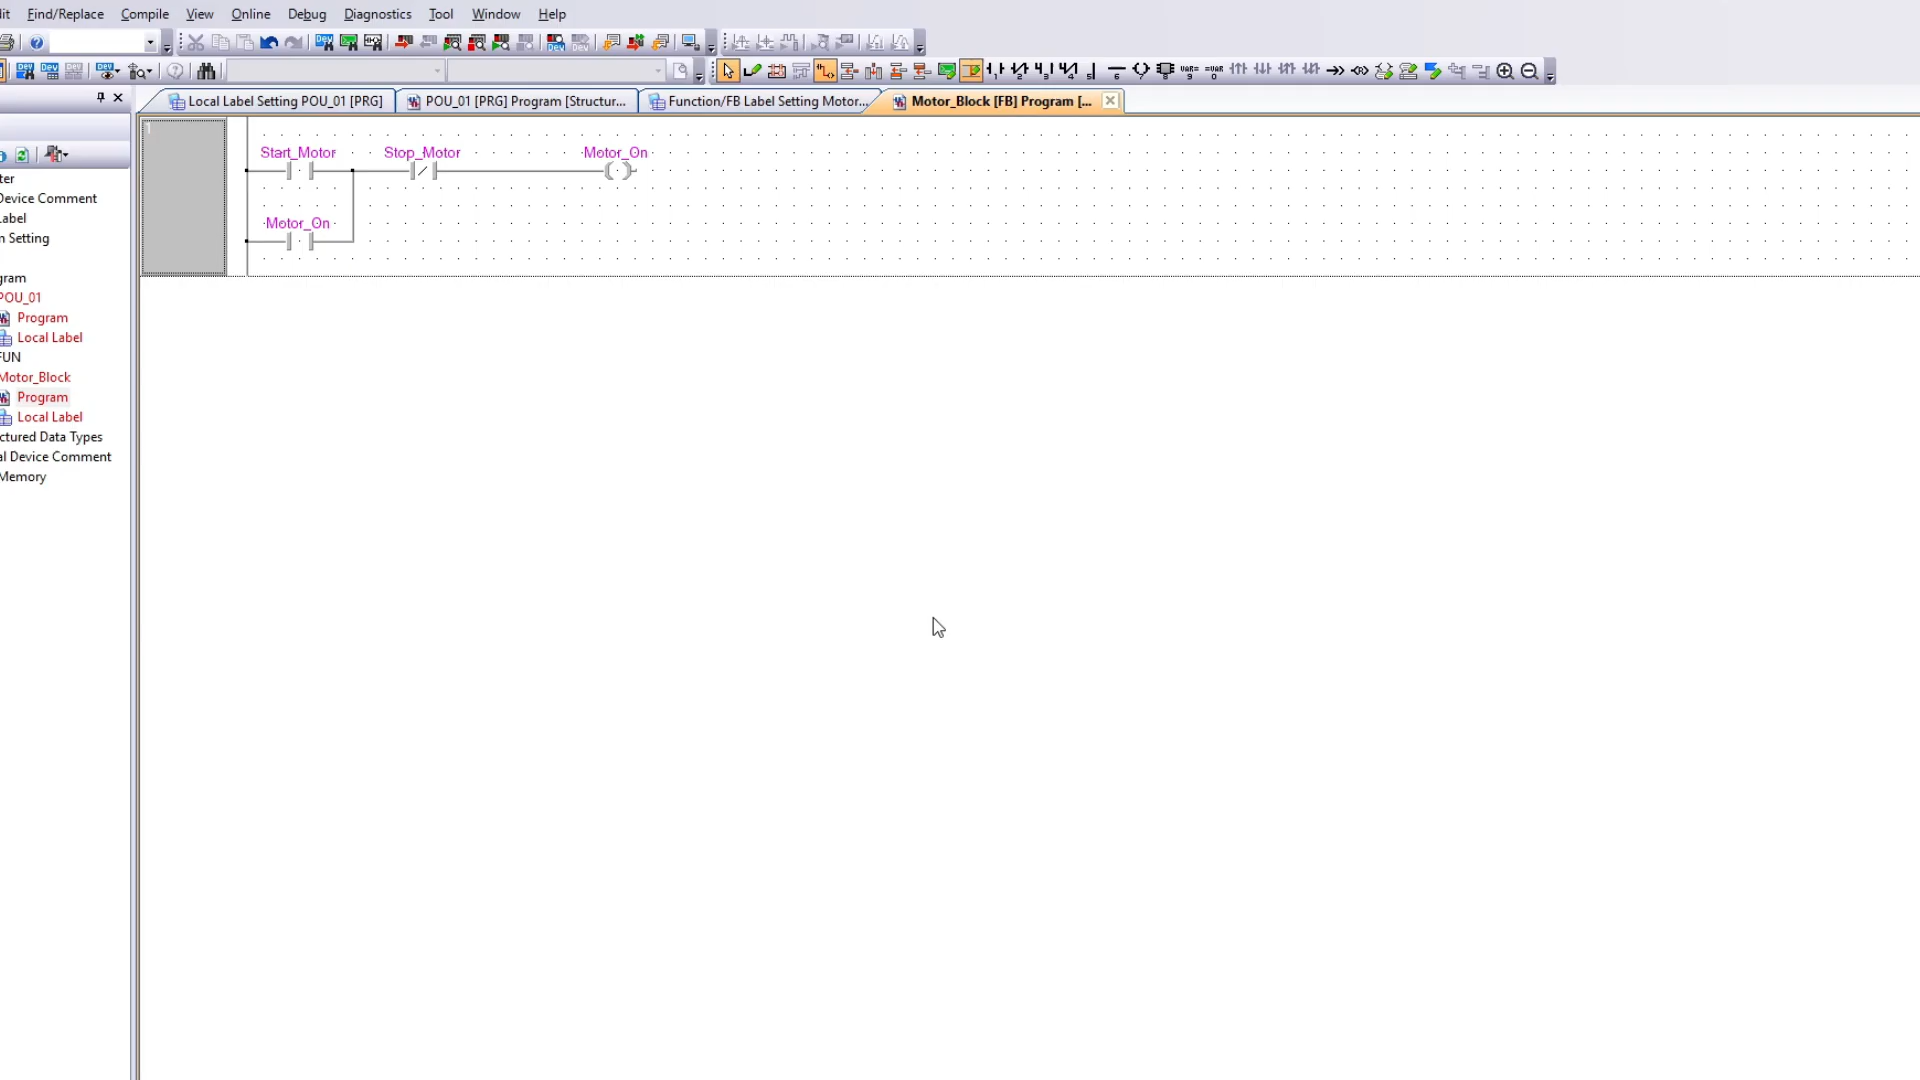 it Find/Replace Compile View Online Debug Diagnostics Tool Window Help
Local Label Setting POU_01 [PRG] POU_01 [PRG] Program [Structur... Function/FB Label Setting Motor... Motor_Block [FB] Program [...
1
Start_Motor Stop_Motor Motor_On
Motor_On
ter
Device Comment
Label
n Setting
gram
POU_01
Program
Local Label
FUN
Motor_Block
Program
Local Label
ctured Data Types
al Device Comment
Memory